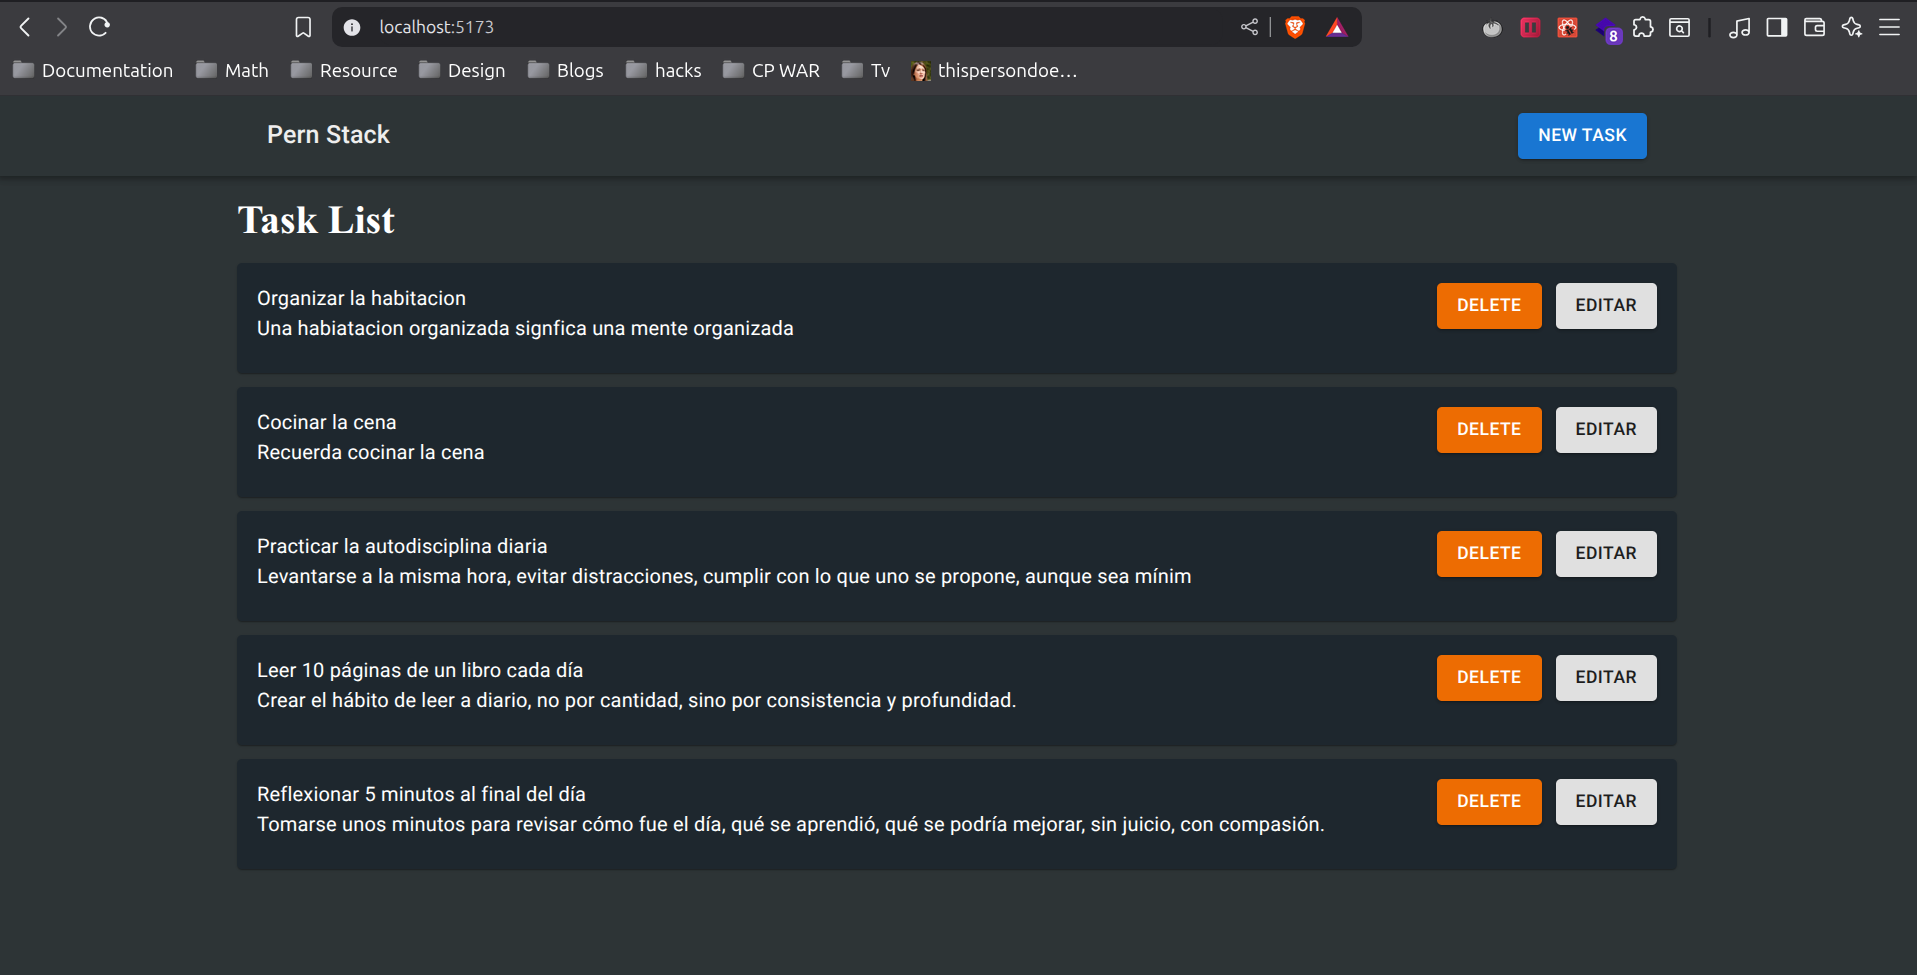 localhost:5173
8
Documentation Math Resource Design Blogs hacks CP WAR Tv thispersondoe...
Pern Stack
NEW TASK
Task List
Organizar la habitacion
DELETE EDITAR
Una habiatacion organizada signfica una mente organizada
Cocinar la cena
DELETE EDITAR
Recuerda cocinar la cena
Practicar la autodisciplina diaria
DELETE EDITAR
Levantarse a la misma hora, evitar distracciones, cumplir con lo que uno se propone, aunque sea mínim
Leer 10 páginas de un libro cada día
DELETE EDITAR
Crear el hábito de leer a diario, no por cantidad, sino por consistencia y profundidad.
Reflexionar 5 minutos al final del día
DELETE EDITAR
Tomarse unos minutos para revisar cómo fue el día, qué se aprendió, qué se podría mejorar, sin juicio, con compasión.